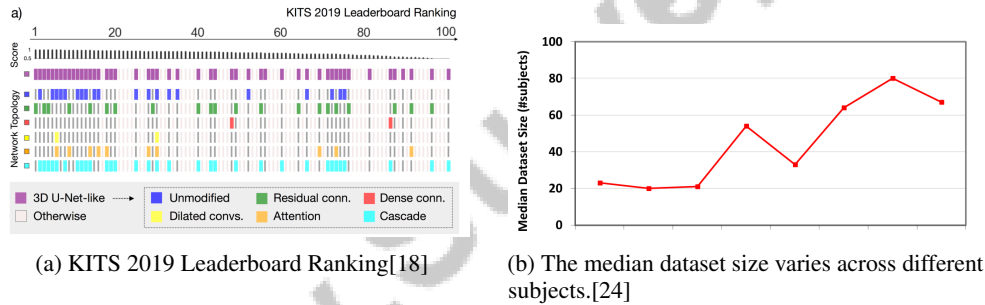 a)
KITS 2019 Leaderboard Ranking
1 20 40 60 80 100
Score
1
0.5
Network Topology
3D U-Net-like
Unmodified
Residual conn.
Dense conn.
Otherwise
Dilated convs.
Attention
Cascade
(a) KITS 2019 Leaderboard Ranking[18]
Median Dataset Size (#subjects)
100
80
60
40
20
0
(b) The median dataset size varies across different
subjects.[24]